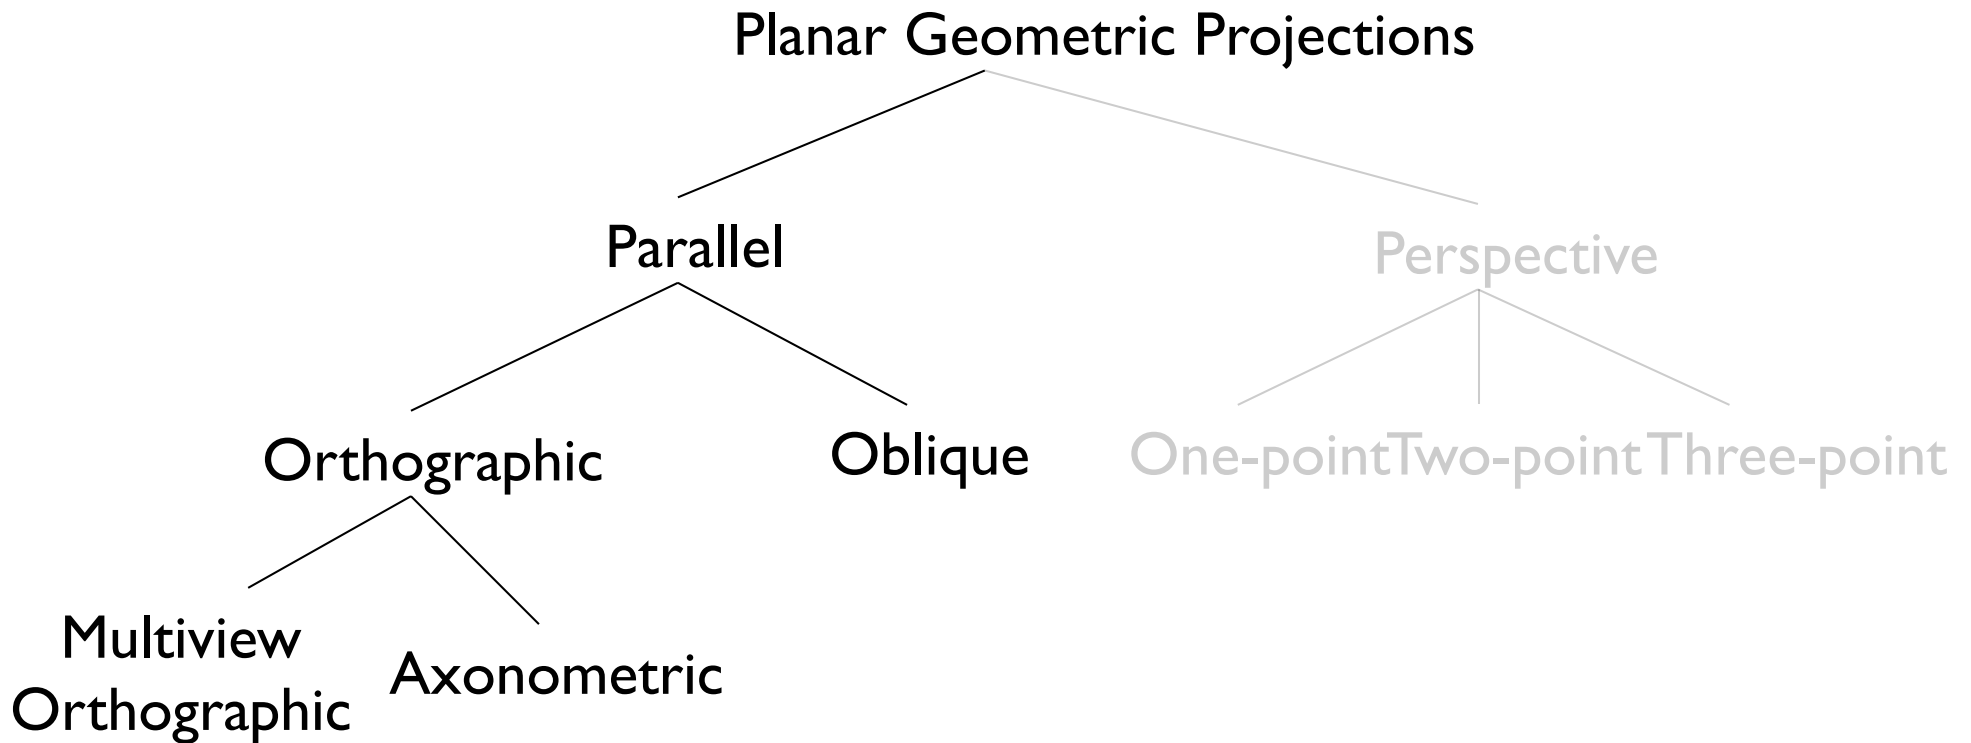 Planar Geometric Projections
Parallel
Perspective
Orthographic
Oblique
One-point
Two-point
Three-point
Multiview
Orthographic
Axonometric